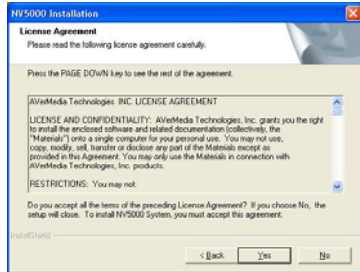 NV5000 Installation
License Agreement
Please read the following license agreement carefully.
Press the PAGE DOWN key to see the rest of the agreement.
AVerMedia Technologies INC. LICENSE AGREEMENT
LICENSE AND CONFIDENTIALITY: AVerMedia Technologies, Inc. grants you the right
to install the enclosed software and related documentation (collectively, the
"Materials") onto a single computer for your personal use. You may not use,
copy, modify, sell, transfer or disclose any part of the Materials except as
provided in this Agreement. You may only use the Materials in connection with
AVerMedia Technologies, Inc. products.
RESTRICTIONS: You may not:
Do you accept all the terms of the preceding License Agreement? If you choose No, the
setup will close. To install NV5000 System, you must accept this agreement.
InstallShield
< Back Yes No